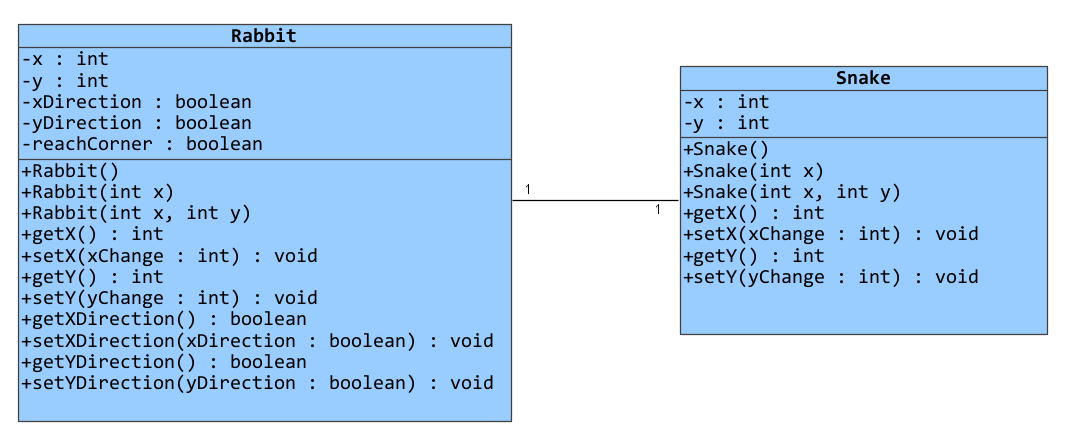 Rabbit
-x : int
-y : int
-xDirection : boolean
-yDirection : boolean
-reachCorner : boolean
+Rabbit()
+Rabbit(int x)
+Rabbit(int x, int y)
+getX() : int
+setX(xChange : int) : void
+getY() : int
+setY(yChange : int) : void
+getXDirection() : boolean
+setXDirection(xDirection : boolean) : void
+getYDirection() : boolean
+setYDirection(yDirection : boolean) : void
1
1
Snake
-x : int
-y : int
+Snake()
+Snake(int x)
+Snake(int x, int y)
+getX() : int
+setX(xChange : int) : void
+getY() : int
+setY(yChange : int) : void